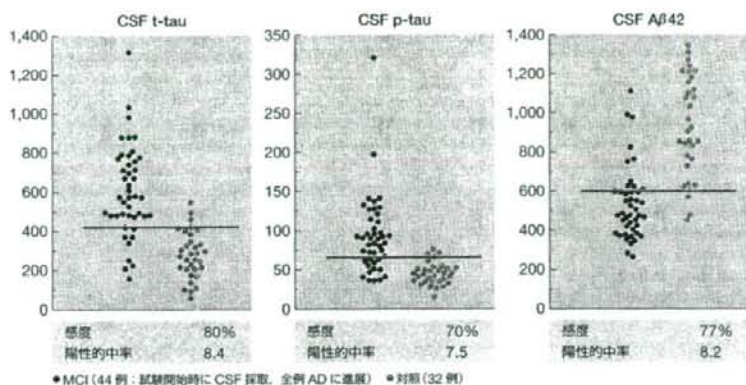 CSF t-tau
CSF p-tau
CSF Aβ42
1,400
1,200
1,000
800
600
400
200
0
350
300
250
200
150
100
50
0
1,400
1,200
1,000
800
600
400
200
0
感度 80%
陽性的中率 8.4
感度 70%
陽性的中率 7.5
感度 77%
陽性的中率 8.2
●MCI(44例:試験開始時にCSF採取,全例ADに進展) ●対照(32例)